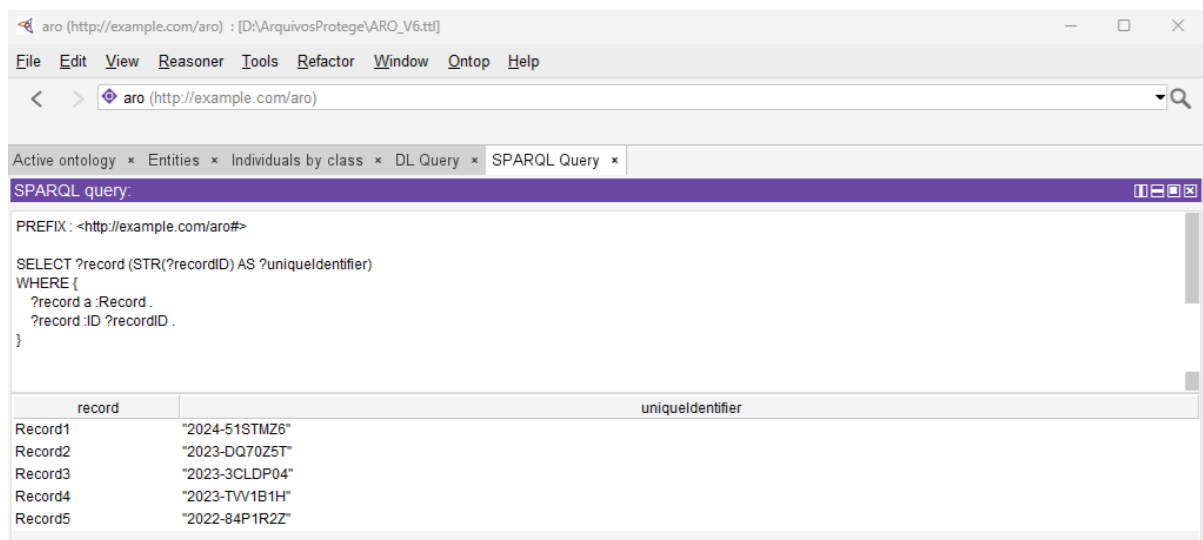 aro (http://example.com/aro) : [D:\ArquivosProtege\ARO_V6.ttl]
File Edit View Reasoner Tools Refactor Window Ontop Help
aro (http://example.com/aro)
Active ontology × Entities × Individuals by class × DL Query × SPARQL Query ×
SPARQL query:
PREFIX : <http://example.com/aro#>
SELECT ?record (STR(?recordID) AS ?uniqueIdentifier)
WHERE {
?record a :Record .
?record :ID ?recordID .
}
record uniqueIdentifier
Record1 "2024-51STMZ6"
Record2 "2023-DQ70Z5T"
Record3 "2023-3CLDP04"
Record4 "2023-TVV1B1H"
Record5 "2022-84P1R2Z"